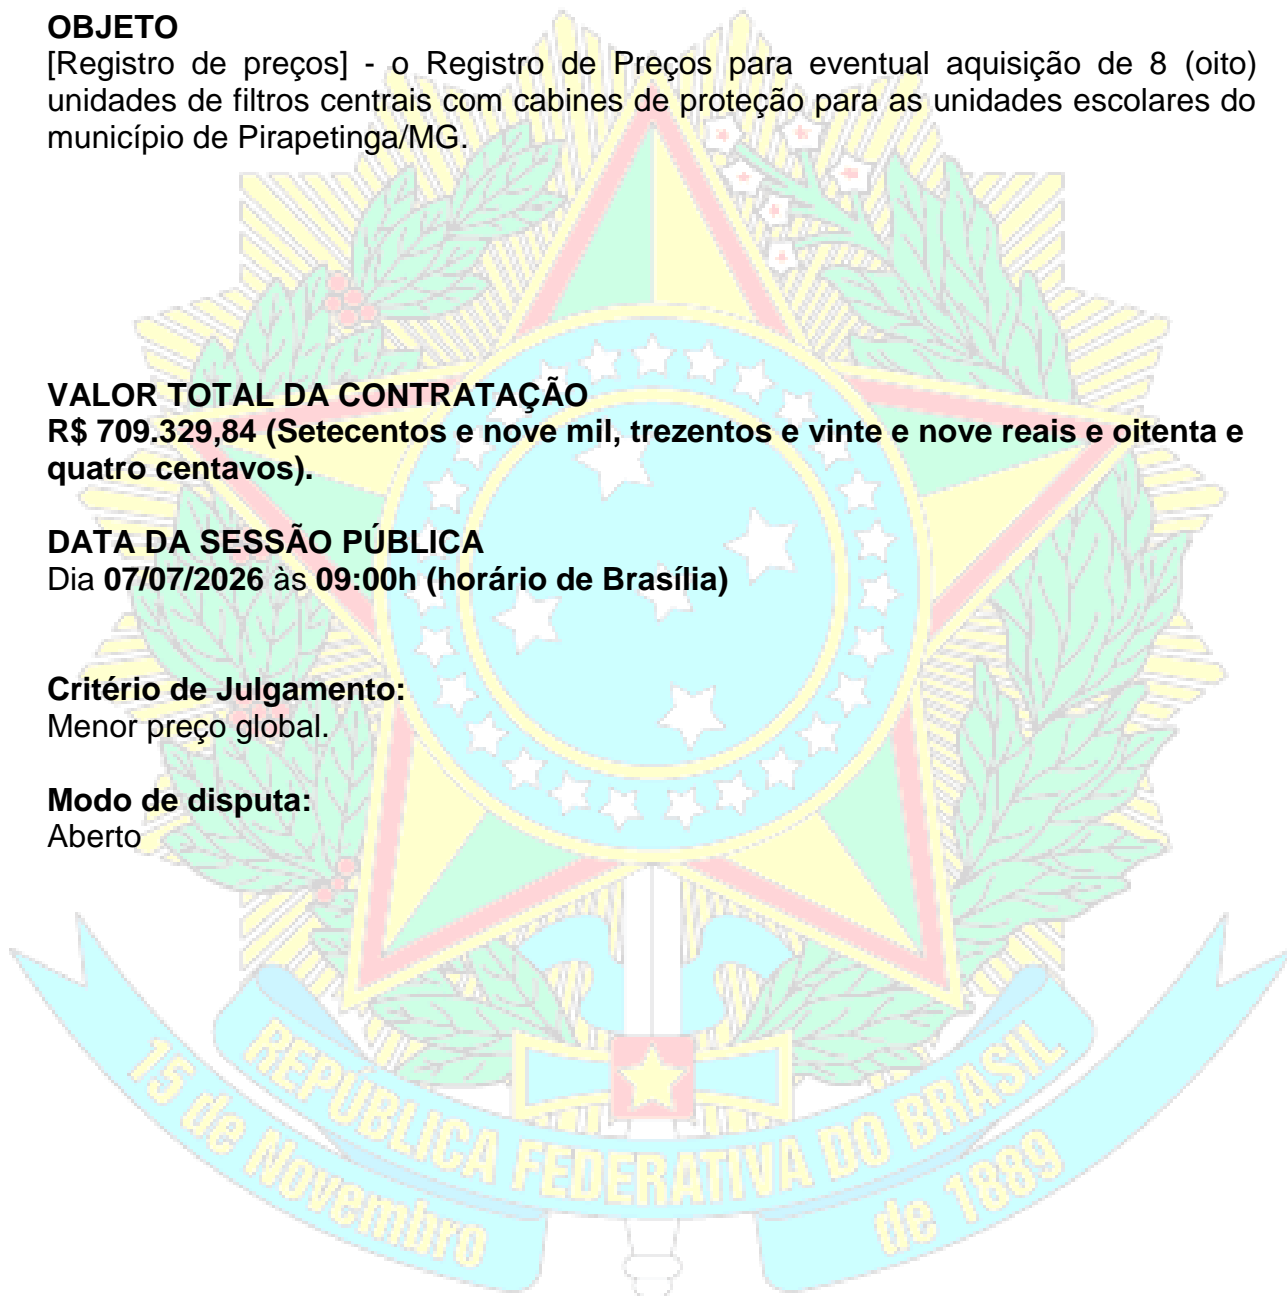 OBJETO
[Registro de preços] - o Registro de Preços para eventual aquisição de 8 (oito)
unidades de filtros centrais com cabines de proteção para as unidades escolares do
município de Pirapetinga/MG.
VALOR TOTAL DA CONTRATAÇÃO
R$ 709.329,84 (Setecentos e nove mil, trezentos e vinte e nove reais e oitenta e
quatro centavos).
DATA DA SESSÃO PÚBLICA
Dia 07/07/2026 às 09:00h (horário de Brasília)
Critério de Julgamento:
Menor preço global.
Modo de disputa:
Aberto
REPÚBLICA FEDERATIVA DO BRASIL
15 de Novembro
de 1889